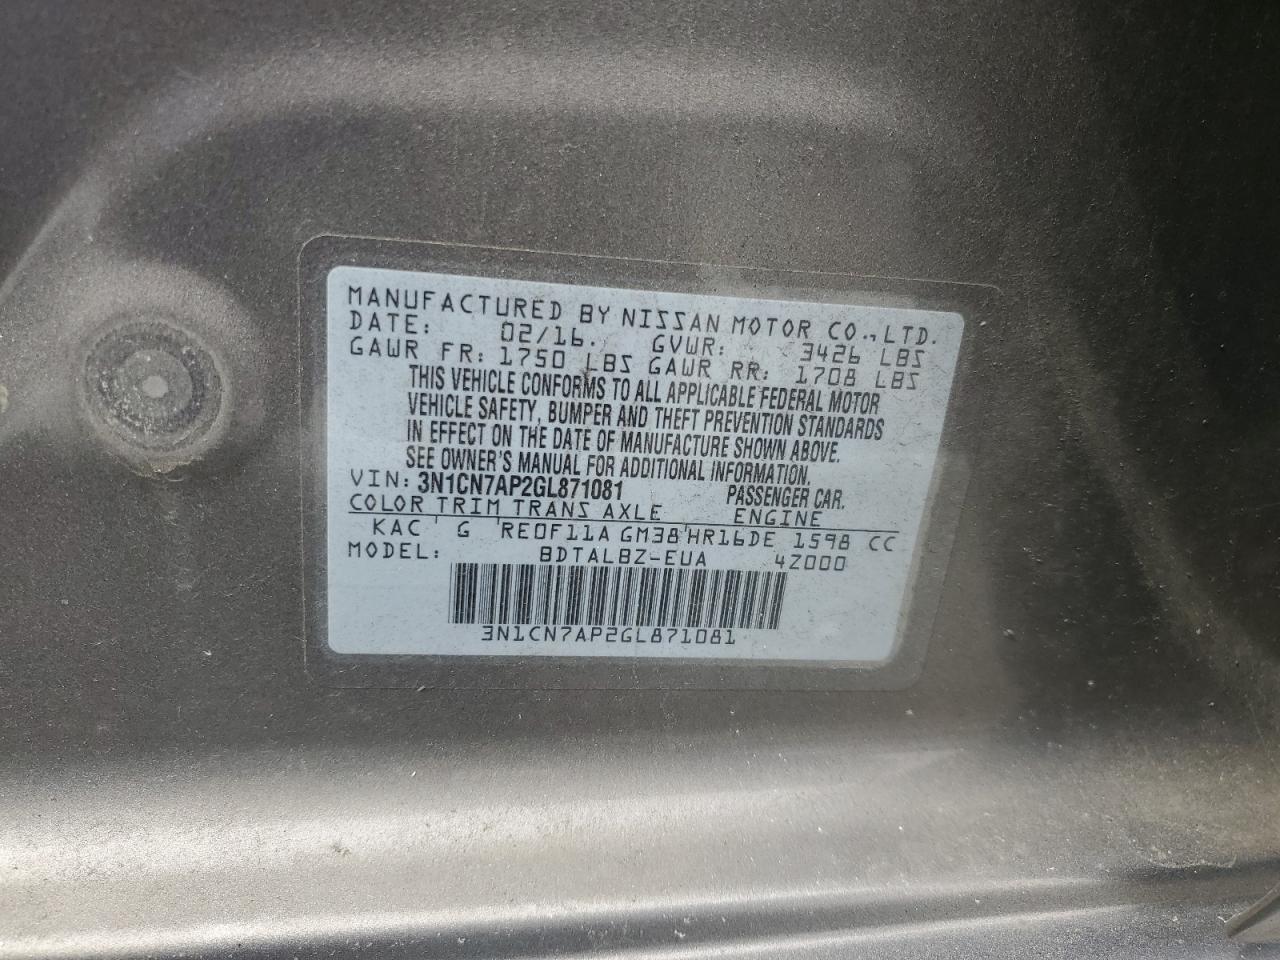 MANUFACTURED BY NISSAN MOTOR CO., LTD.
DATE: 02/16. GVWR: 3426 LBS
GAWR FR: 1750 LBS GAWR RR: 1708 LBS
THIS VEHICLE CONFORMS TO ALL APPLICABLE FEDERAL MOTOR
VEHICLE SAFETY, BUMPER AND THEFT PREVENTION STANDARDS
IN EFFECT ON THE DATE OF MANUFACTURE SHOWN ABOVE.
SEE OWNER'S MANUAL FOR ADDITIONAL INFORMATION.
VIN: 3N1CN7AP2GL871081 PASSENGER CAR.
COLOR TRIM TRANS AXLE ENGINE
KAC G RE0F11A GM38 HR16DE 1598 CC
MODEL: BDTALBZ-EUA 4Z000
3N1CN7AP2GL871081